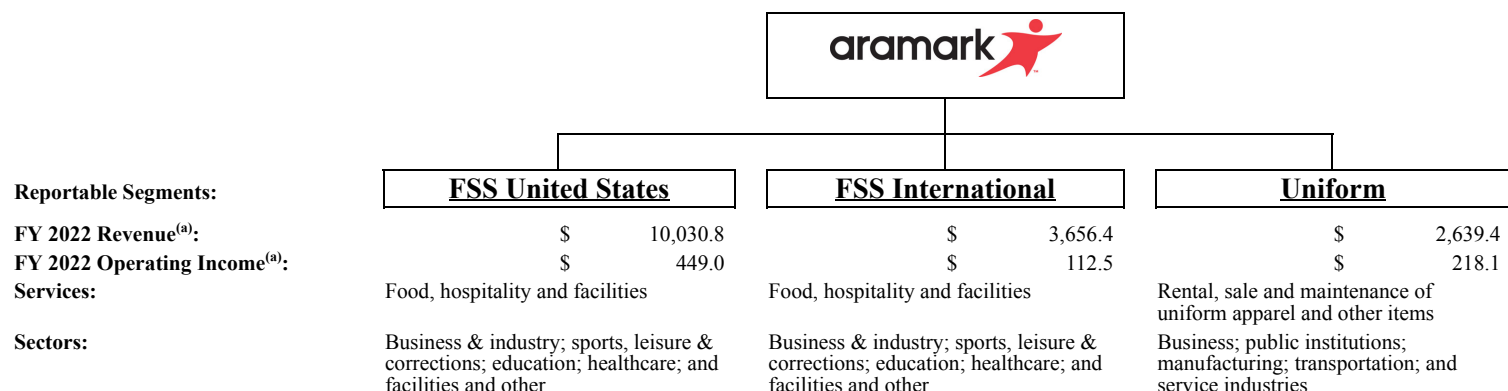 aramark
Reportable Segments: FSS United States FSS International Uniform
FY 2022 Revenue(a): $ 10,030.8 $ 3,656.4 $ 2,639.4
FY 2022 Operating Income(a): $ 449.0 $ 112.5 $ 218.1
Services: Food, hospitality and facilities Food, hospitality and facilities Rental, sale and maintenance of
uniform apparel and other items
Sectors: Business & industry; sports, leisure & Business & industry; sports, leisure & Business; public institutions;
corrections; education; healthcare; and corrections; education; healthcare; and manufacturing; transportation; and
facilities and other facilities and other service industries